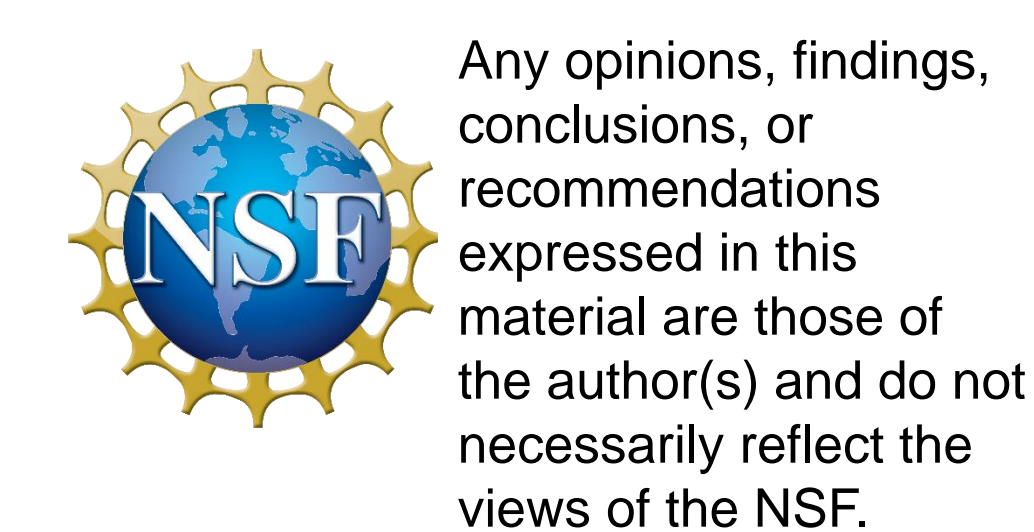 NSF
Any opinions, findings,
conclusions, or
recommendations
expressed in this
material are those of
the author(s) and do not
necessarily reflect the
views of the NSF.